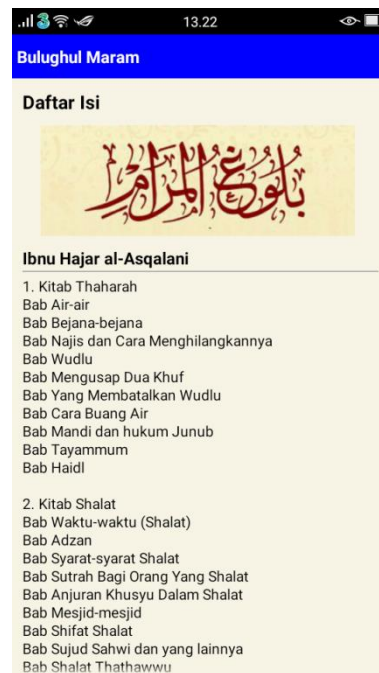 13.22
Bulughul Maram
Daftar Isi
بُلُوغُ المَرَامِ
Ibnu Hajar al-Asqalani
1. Kitab Thaharah
Bab Air-air
Bab Bejana-bejana
Bab Najis dan Cara Menghilangkannya
Bab Wudlu
Bab Mengusap Dua Khuf
Bab Yang Membatalkan Wudlu
Bab Cara Buang Air
Bab Mandi dan hukum Junub
Bab Tayammum
Bab Haidl
2. Kitab Shalat
Bab Waktu-waktu (Shalat)
Bab Adzan
Bab Syarat-syarat Shalat
Bab Sutrah Bagi Orang Yang Shalat
Bab Anjuran Khusyu Dalam Shalat
Bab Mesjid-mesjid
Bab Shifat Shalat
Bab Sujud Sahwi dan yang lainnya
Bab Shalat Thathawwu